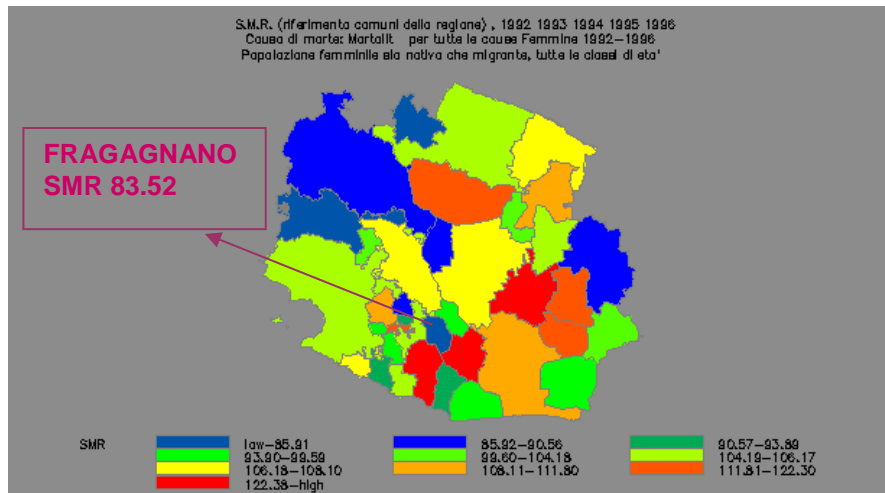 S.M.R. (riferimento comuni della regione) , 1992 1993 1994 1995 1996
Causa di morte: Mortalit   per tutte le cause Femmine 1992-1996
Popolazione femminile sia nativa che migrante, tutte le classi di eta'
FRAGAGNANO
SMR 83.52
SMR
low-85.91
85.92-90.56
90.57-93.89
93.90-99.59
99.60-104.18
104.19-106.17
106.18-108.10
108.11-111.80
111.81-122.30
122.38-high